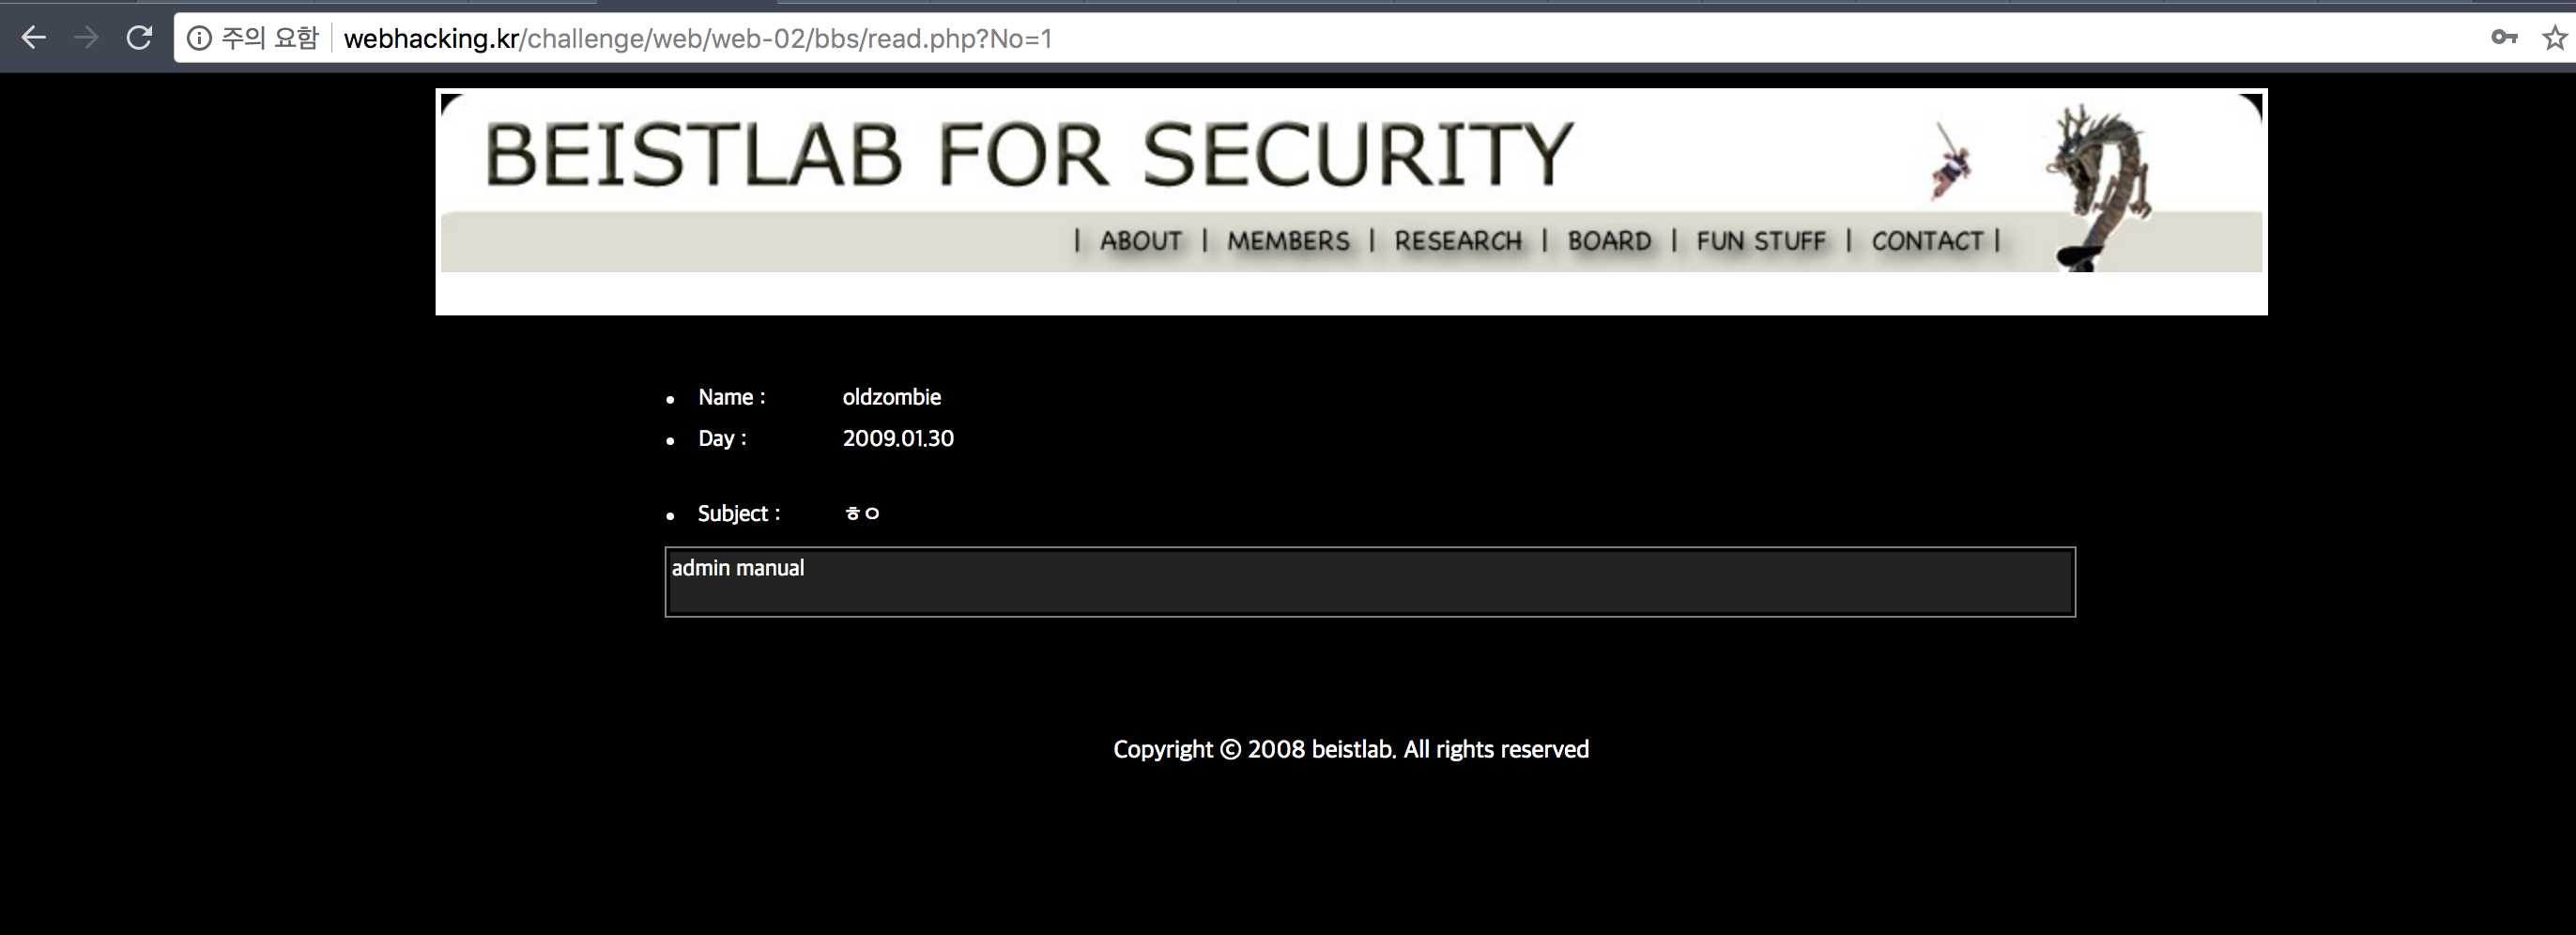 주의 요함 webhacking.kr/challenge/web/web-02/bbs/read.php?No=1
BEISTLAB FOR SECURITY
| ABOUT | MEMBERS | RESEARCH | BOARD | FUN STUFF | CONTACT |
• Name : oldzombie
• Day : 2009.01.30
• Subject : ㅎㅇ
admin manual
Copyright © 2008 beistlab. All rights reserved